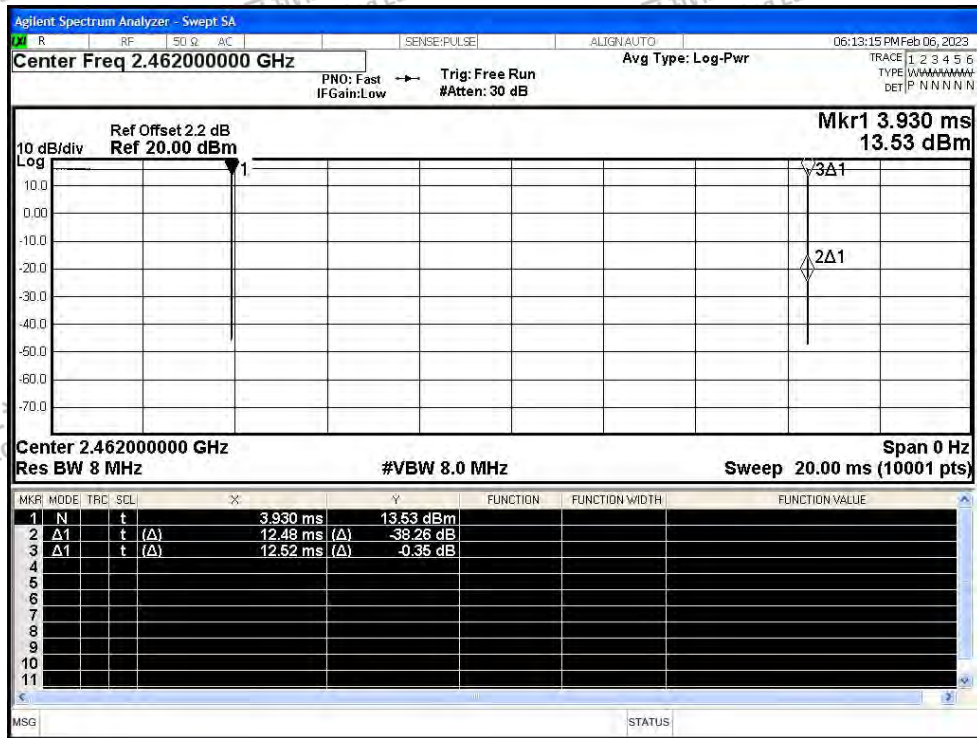 Agilent Spectrum Analyzer - Swept SA
R RF 50 Ω AC SENSE:PULSE ALIGNAUTO 06:13:15 PM Feb 06, 2023
Center Freq 2.462000000 GHz Avg Type: Log-Pwr TRACE 1 2 3 4 5 6
PNO: Fast Trig: Free Run TYPE
IFGain:Low #Atten: 30 dB DET P N N N N N
Mkr1 3.930 ms
Ref Offset 2.2 dB
10 dB/div Ref 20.00 dBm 13.53 dBm
Log
1 3Δ1
10.0
0.00
-10.0
2Δ1
-20.0
-30.0
-40.0
-50.0
-60.0
-70.0
Center 2.462000000 GHz Span 0 Hz
Res BW 8 MHz #VBW 8.0 MHz Sweep 20.00 ms (10001 pts)
MKR MODE TRC SCL X Y FUNCTION FUNCTION WIDTH FUNCTION VALUE
1 N t 3.930 ms 13.53 dBm
2 Δ1 t (Δ) 12.48 ms (Δ) -38.26 dB
3 Δ1 t (Δ) 12.52 ms (Δ) -0.35 dB
4
5
6
7
8
9
10
11
MSG STATUS